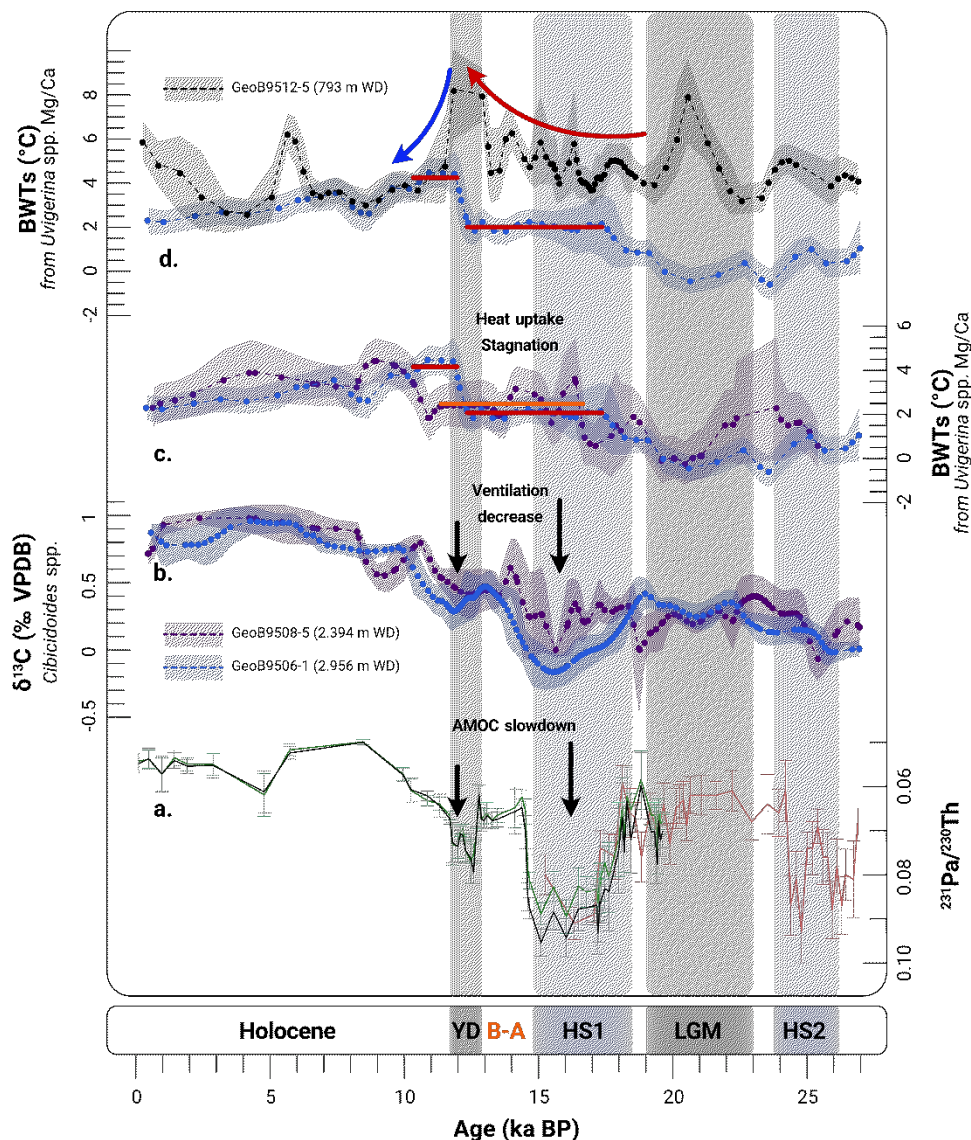 BWTs (°C)
from Uvigerina spp. Mg/Ca
8
6
4
2
0
-2
GeoB9512-5 (793 m WD)
d.
Heat uptake
Stagnation
c.
BWTs (°C)
from Uvigerina spp. Mg/Ca
6
4
2
0
-2
Ventilation
decrease
b.
δ¹³C (‰ VPDB)
Cibicidoides spp.
1
0.5
0
-0.5
GeoB9508-5 (2.394 m WD)
GeoB9506-1 (2.956 m WD)
AMOC slowdown
a.
²³¹Pa/²³⁰Th
0.06
0.08
0.10
Holocene YD B-A HS1 LGM HS2
0 5 10 15 20 25
Age (ka BP)